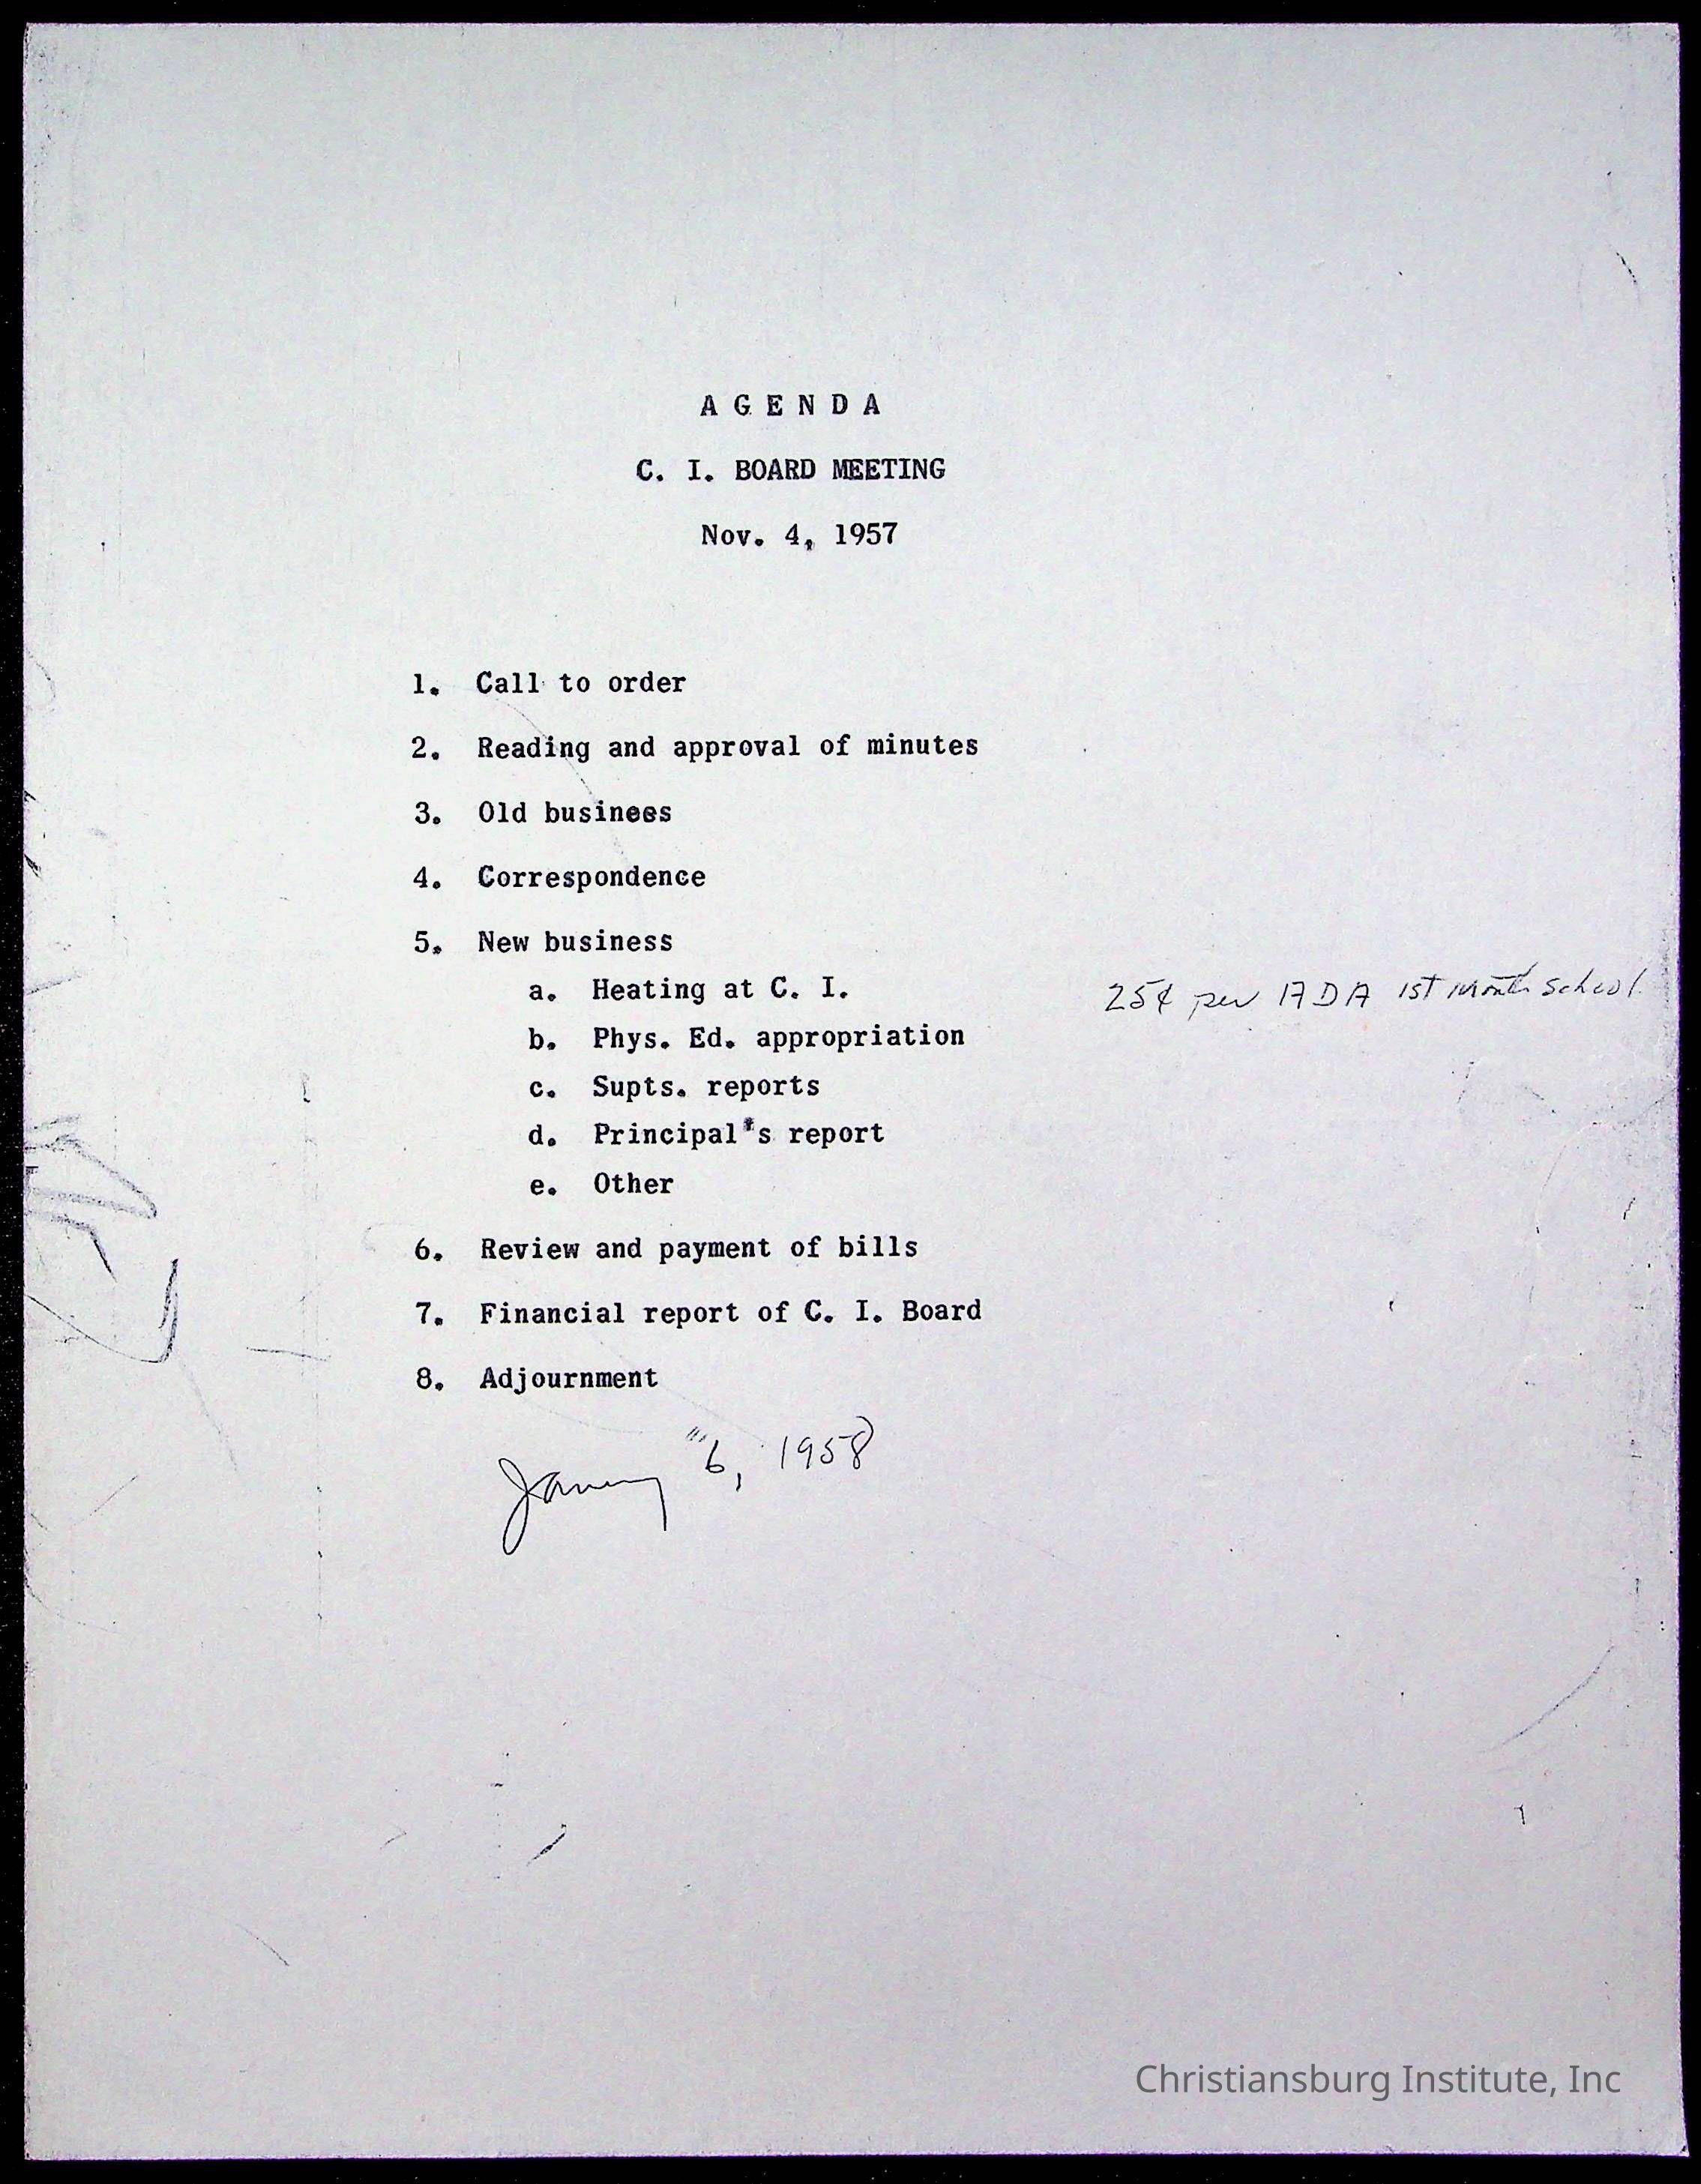 A G E N D A
C. I. BOARD MEETING
Nov. 4, 1957
1. Call to order
2. Reading and approval of minutes
3. Old business
4. Correspondence
5. New business
a. Heating at C. I.
25¢ per ADA 1st month school
b. Phys. Ed. appropriation
c. Supts. reports
d. Principal's report
e. Other
6. Review and payment of bills
7. Financial report of C. I. Board
8. Adjournment
January 6, 1958
Christiansburg Institute, Inc